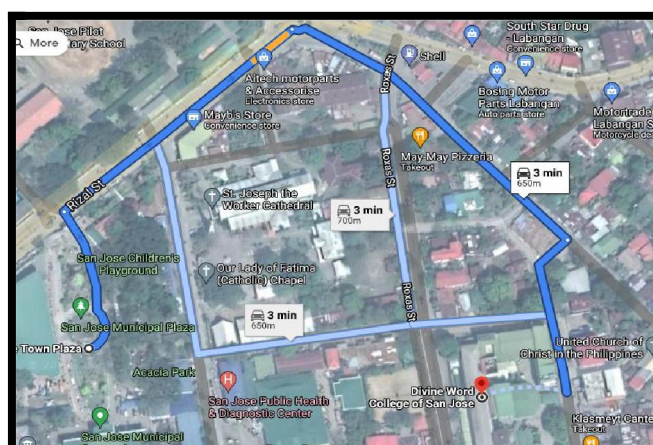 San Jose Pilot
tary School
More
South Star Drug
- Labangan
Convenience store
Shell
Roxas St
Aitech motorparts
& Accessorise
Electronics store
Bosing Motor
Parts Labangan
Auto parts store
Motortrade
Labangan S
Motorcycle de
Mayb's Store
Convenience store
May-May Pizzeria
Takeout
Roxas St
3 min
650m
Rizal St
St. Joseph the
Worker Cathedral
3 min
700m
San Jose Children's
Playground
Our Lady of Fatima
(Catholic) Chapel
Roxas St
San Jose Municipal Plaza
3 min
650m
e Town Plaza
United Church of
Christ in the Philippines
Acacia Park
San Jose Public Health
& Diagnostic Center
Divine Word
College of San Jose
Klasmeyt Cante
Takeout
San Jose Municipal